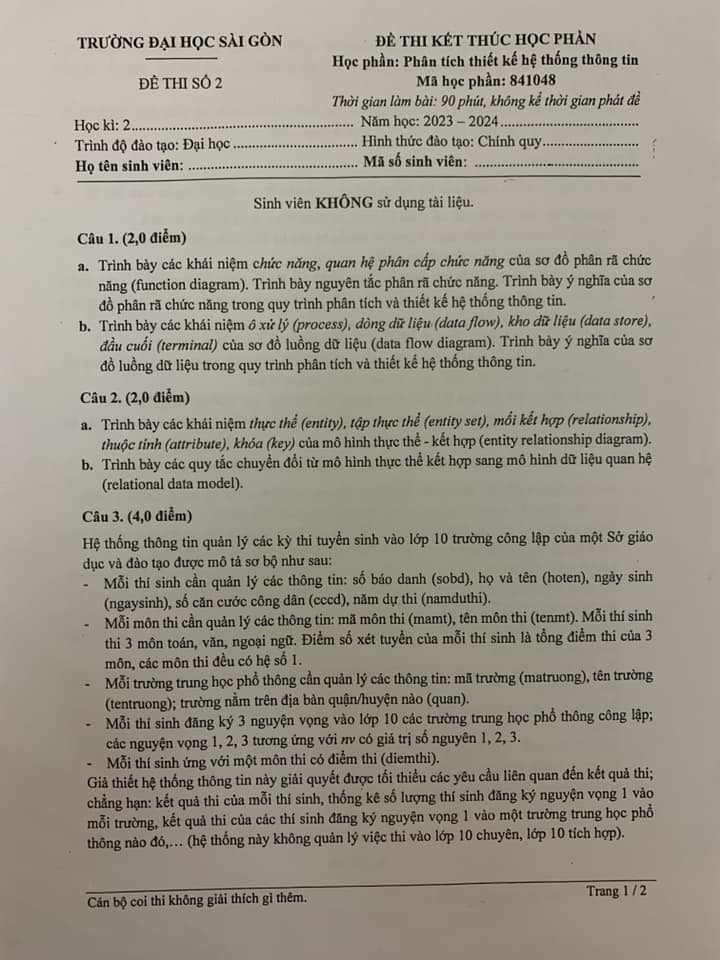 TRƯỜNG ĐẠI HỌC SÀI GÒN
ĐỀ THI SỐ 2
ĐỀ THI KẾT THÚC HỌC PHẦN
Học phần: Phân tích thiết kế hệ thống thông tin
Mã học phần: 841048
Thời gian làm bài: 90 phút, không kể thời gian phát đề
Học kì: 2.................................................... Năm học: 2023 – 2024.................................
Trình độ đào tạo: Đại học ............................. Hình thức đào tạo: Chính quy.......................
Họ tên sinh viên: ........................................ Mã số sinh viên: .......................................
Sinh viên KHÔNG sử dụng tài liệu.
Câu 1. (2,0 điểm)
a. Trình bày các khái niệm chức năng, quan hệ phân cấp chức năng của sơ đồ phân rã chức
năng (function diagram). Trình bày nguyên tắc phân rã chức năng. Trình bày ý nghĩa của sơ
đồ phân rã chức năng trong quy trình phân tích và thiết kế hệ thống thông tin.
b. Trình bày các khái niệm ô xử lý (process), dòng dữ liệu (data flow), kho dữ liệu (data store),
đầu cuối (terminal) của sơ đồ luồng dữ liệu (data flow diagram). Trình bày ý nghĩa của sơ
đồ luồng dữ liệu trong quy trình phân tích và thiết kế hệ thống thông tin.
Câu 2. (2,0 điểm)
a. Trình bày các khái niệm thực thể (entity), tập thực thể (entity set), mối kết hợp (relationship),
thuộc tính (attribute), khóa (key) của mô hình thực thể - kết hợp (entity relationship diagram).
b. Trình bày các quy tắc chuyển đổi từ mô hình thực thể kết hợp sang mô hình dữ liệu quan hệ
(relational data model).
Câu 3. (4,0 điểm)
Hệ thống thông tin quản lý các kỳ thi tuyển sinh vào lớp 10 trường công lập của một Sở giáo
dục và đào tạo được mô tả sơ bộ như sau:
- Mỗi thí sinh cần quản lý các thông tin: số báo danh (sobd), họ và tên (hoten), ngày sinh
(ngaysinh), số căn cước công dân (cccd), năm dự thi (namduthi).
- Mỗi môn thi cần quản lý các thông tin: mã môn thi (mamt), tên môn thi (tenmt). Mỗi thí sinh
thi 3 môn toán, văn, ngoại ngữ. Điểm số xét tuyển của mỗi thí sinh là tổng điểm thi của 3
môn, các môn thi đều có hệ số 1.
- Mỗi trường trung học phổ thông cần quản lý các thông tin: mã trường (matruong), tên trường
(tentruong); trường nằm trên địa bàn quận/huyện nào (quan).
- Mỗi thí sinh đăng ký 3 nguyện vọng vào lớp 10 các trường trung học phổ thông công lập;
các nguyện vọng 1, 2, 3 tương ứng với nv có giá trị số nguyên 1, 2, 3.
- Mỗi thí sinh ứng với một môn thi có điểm thi (diemthi).
Giả thiết hệ thống thông tin này giải quyết được tối thiểu các yêu cầu liên quan đến kết quả thi;
chẳng hạn: kết quả thi của mỗi thí sinh, thống kê số lượng thí sinh đăng ký nguyện vọng 1 vào
mỗi trường, kết quả thi của các thí sinh đăng ký nguyện vọng 1 vào một trường trung học phổ
thông nào đó,… (hệ thống này không quản lý việc thi vào lớp 10 chuyên, lớp 10 tích hợp).
Cán bộ coi thi không giải thích gì thêm.
Trang 1 / 2